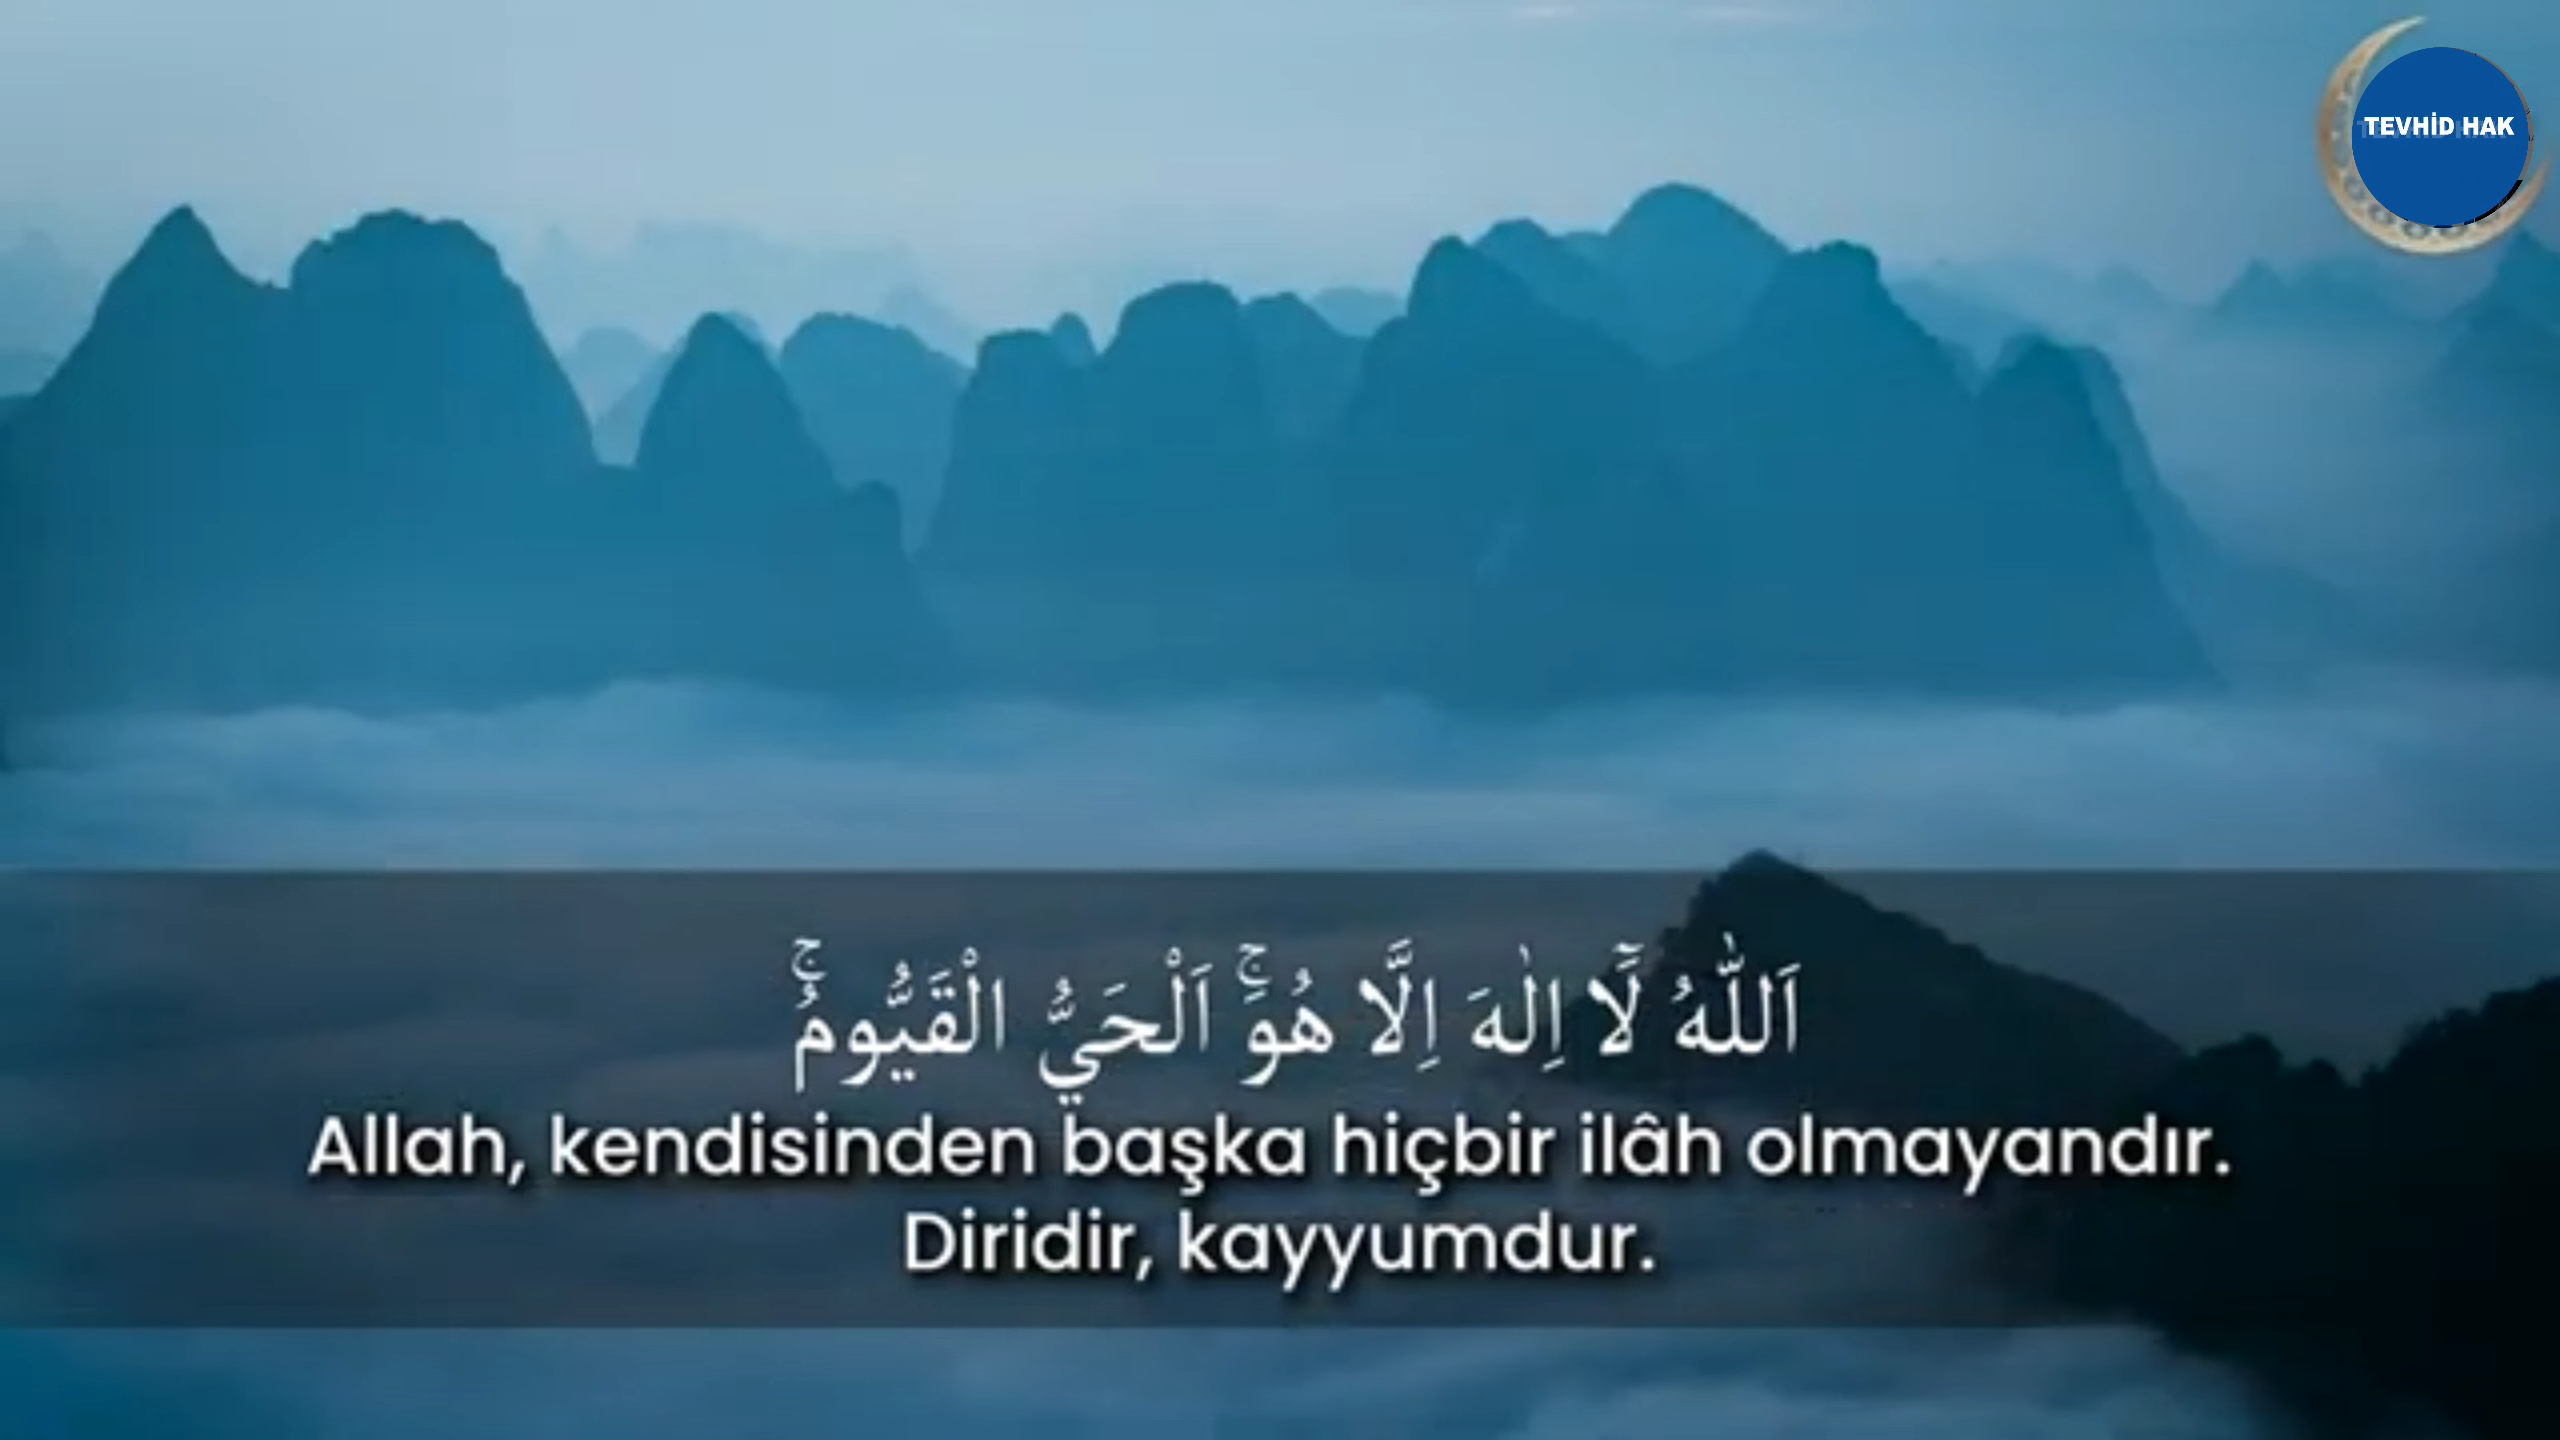 TEVHİD HAK
اَللّٰهُ لَٓا اِلٰهَ اِلَّا هُوَۚ اَلْحَيُّ الْقَيُّومُۚ
Allah, kendisinden başka hiçbir ilâh olmayandır.
Diridir, kayyumdur.